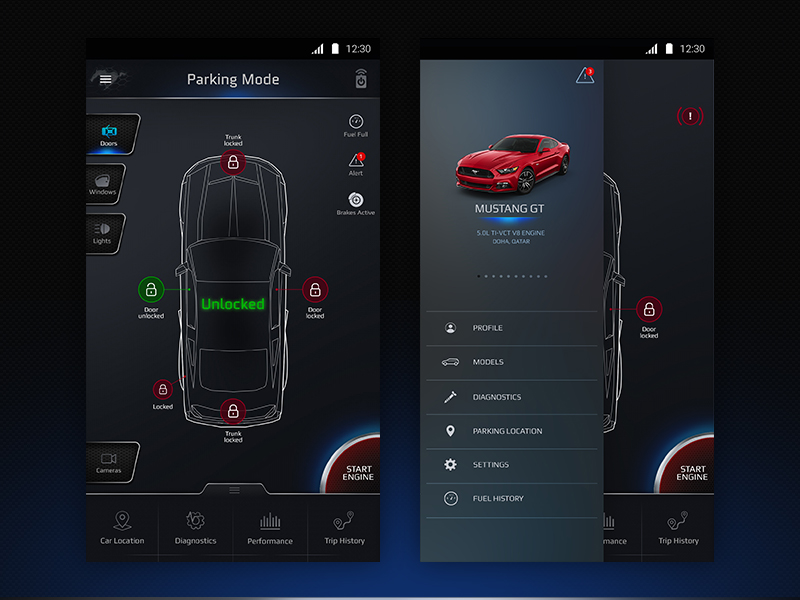 12:30
Parking Mode
Doors
Windows
Lights
Trunk
locked
Fuel Full
1
Alert
Brakes Active
Unlocked
Door
unlocked
Door
locked
Locked
Trunk
locked
Cameras
START
ENGINE
Car Location
Diagnostics
Performance
Trip History
12:30
3
MUSTANG GT
5.0L TI-VCT V8 ENGINE
DOHA, QATAR
PROFILE
MODELS
DIAGNOSTICS
PARKING LOCATION
SETTINGS
FUEL HISTORY
Door
locked
START
ENGINE
mance
Trip History